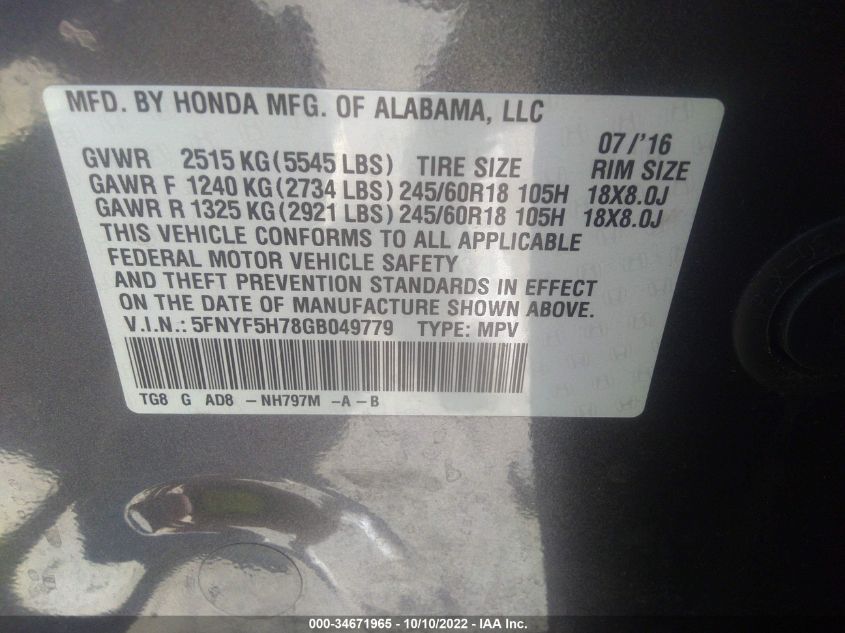 MFD. BY HONDA MFG. OF ALABAMA, LLC
07/'16
GVWR 2515 KG (5545 LBS) TIRE SIZE RIM SIZE
GAWR F 1240 KG (2734 LBS) 245/60R18 105H 18X8.0J
GAWR R 1325 KG (2921 LBS) 245/60R18 105H 18X8.0J
THIS VEHICLE CONFORMS TO ALL APPLICABLE
FEDERAL MOTOR VEHICLE SAFETY
AND THEFT PREVENTION STANDARDS IN EFFECT
ON THE DATE OF MANUFACTURE SHOWN ABOVE.
V.I.N.: 5FNYF5H78GB049779 TYPE: MPV
TG8 G AD8 -NH797M -A-B
000-34671965 - 10/10/2022 - IAA Inc.